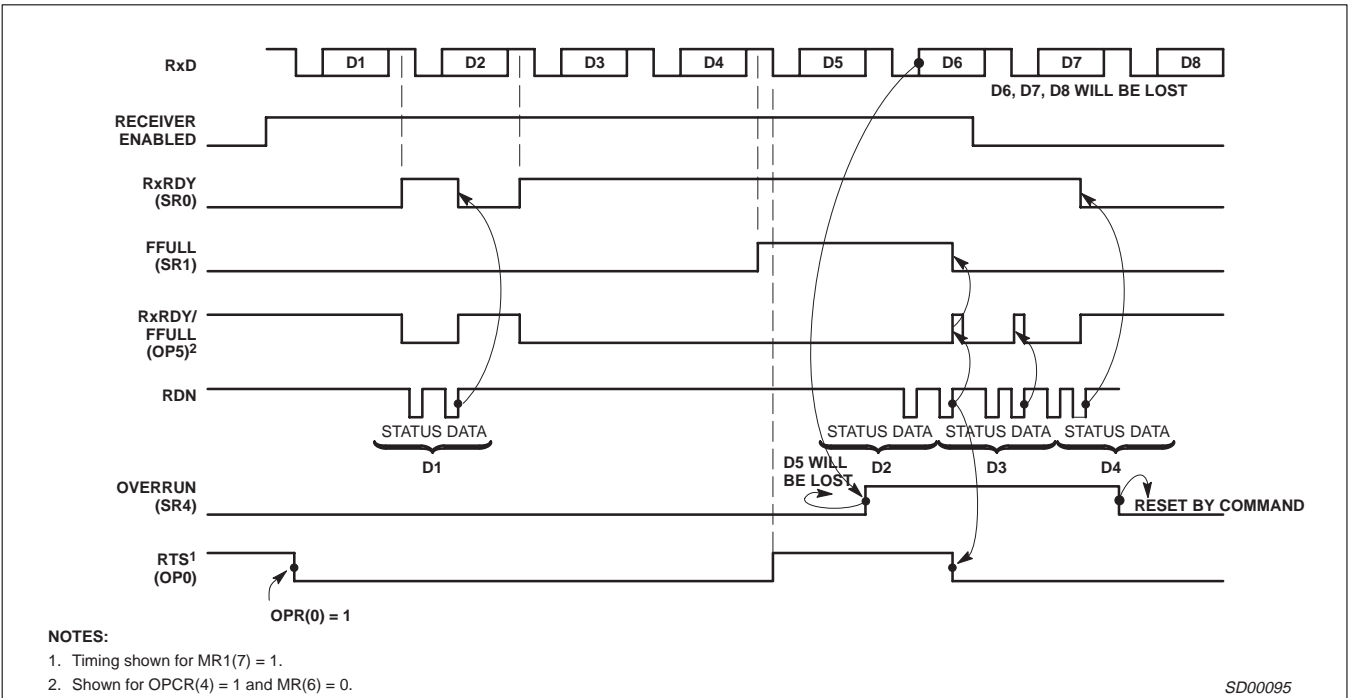 RxD D1 D2 D3 D4 D5 D6 D7 D8
D6, D7, D8 WILL BE LOST
RECEIVER
ENABLED
RxRDY
(SR0)
FFULL
(SR1)
RxRDY/
FFULL
(OP5)2
RDN
STATUS DATA STATUS DATA STATUS DATA STATUS DATA
D1 D2 D3 D4
D5 WILL
BE LOST
OVERRUN
(SR4)
RESET BY COMMAND
RTS1
(OP0)
OPR(0) = 1
NOTES:
1. Timing shown for MR1(7) = 1.
2. Shown for OPCR(4) = 1 and MR(6) = 0.
SD00095